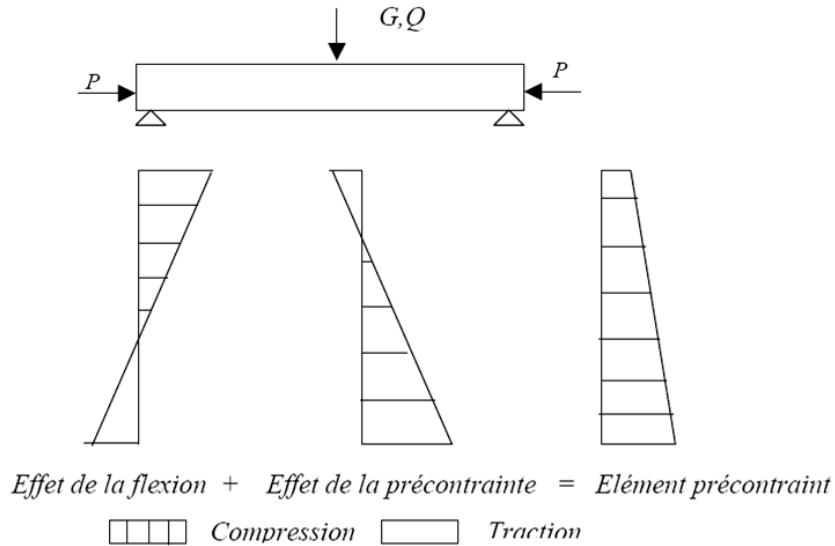 G,Q
P P
Effet de la flexion + Effet de la précontrainte = Elément précontraint
Compression Traction